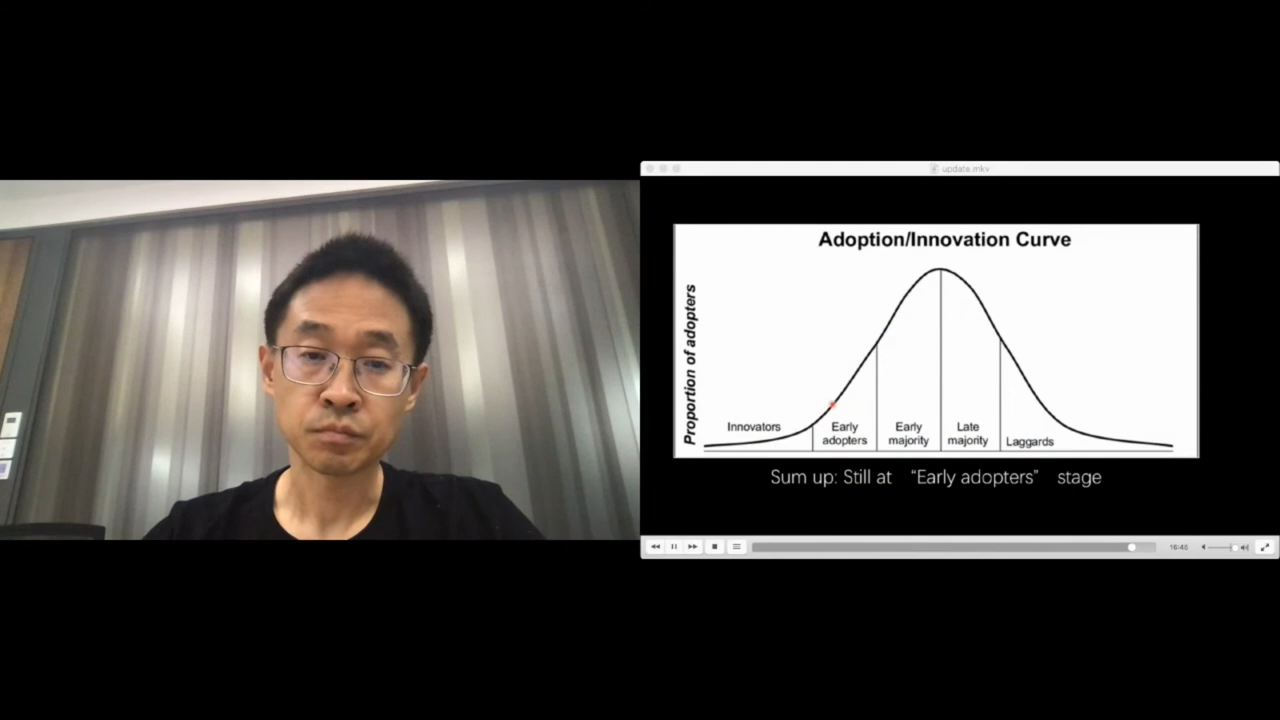 update.mkv
Adoption/Innovation Curve
Proportion of adopters
Innovators
Early
adopters
Early
majority
Late
majority
Laggards
Sum up: Still at “Early adopters” stage
16:46